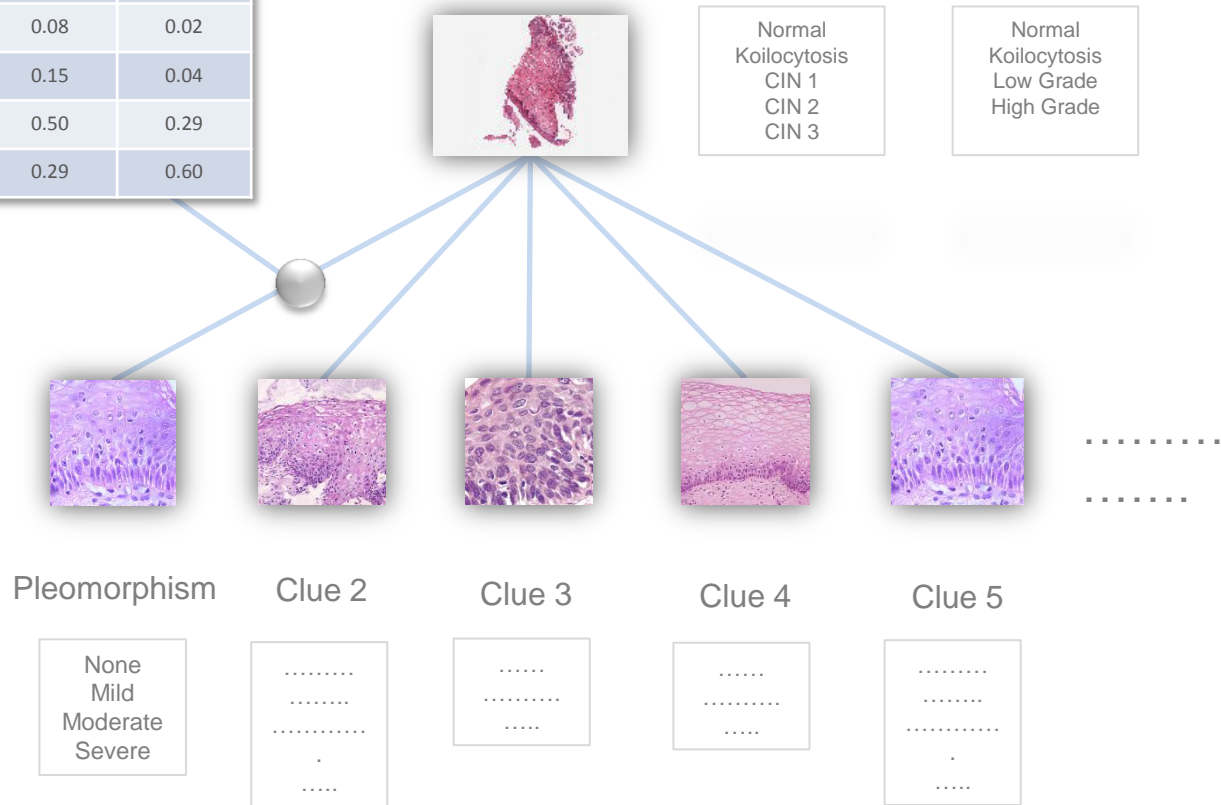 0.08 0.02
0.15 0.04
0.50 0.29
0.29 0.60
Normal
Koilocytosis
CIN 1
CIN 2
CIN 3
Normal
Koilocytosis
Low Grade
High Grade
.........
.......
Pleomorphism
Clue 2
Clue 3
Clue 4
Clue 5
None
Mild
Moderate
Severe
………
……..
…………
.
…..
……
……….
…..
……
……….
…..
………
……..
…………
.
…..